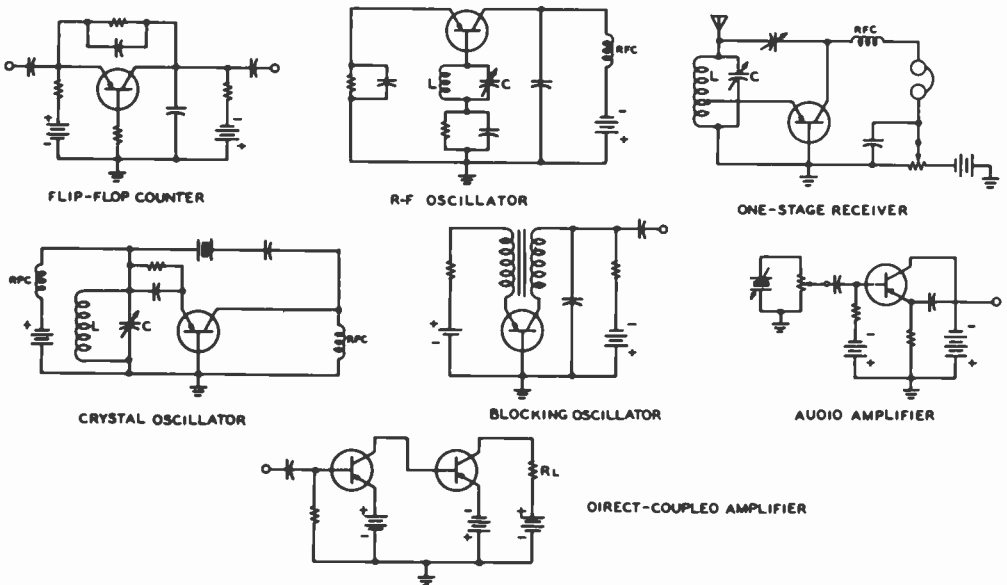 RFC
RFC
L C
L C
+
-
-
+
-
+
FLIP-FLOP COUNTER
R-F OSCILLATOR
ONE-STAGE RECEIVER
RFC
L C
RFC
+
+
-
-
+
-
+
-
+
CRYSTAL OSCILLATOR
BLOCKING OSCILLATOR
AUDIO AMPLIFIER
RL
+
-
-
+
+
-
DIRECT-COUPLED AMPLIFIER